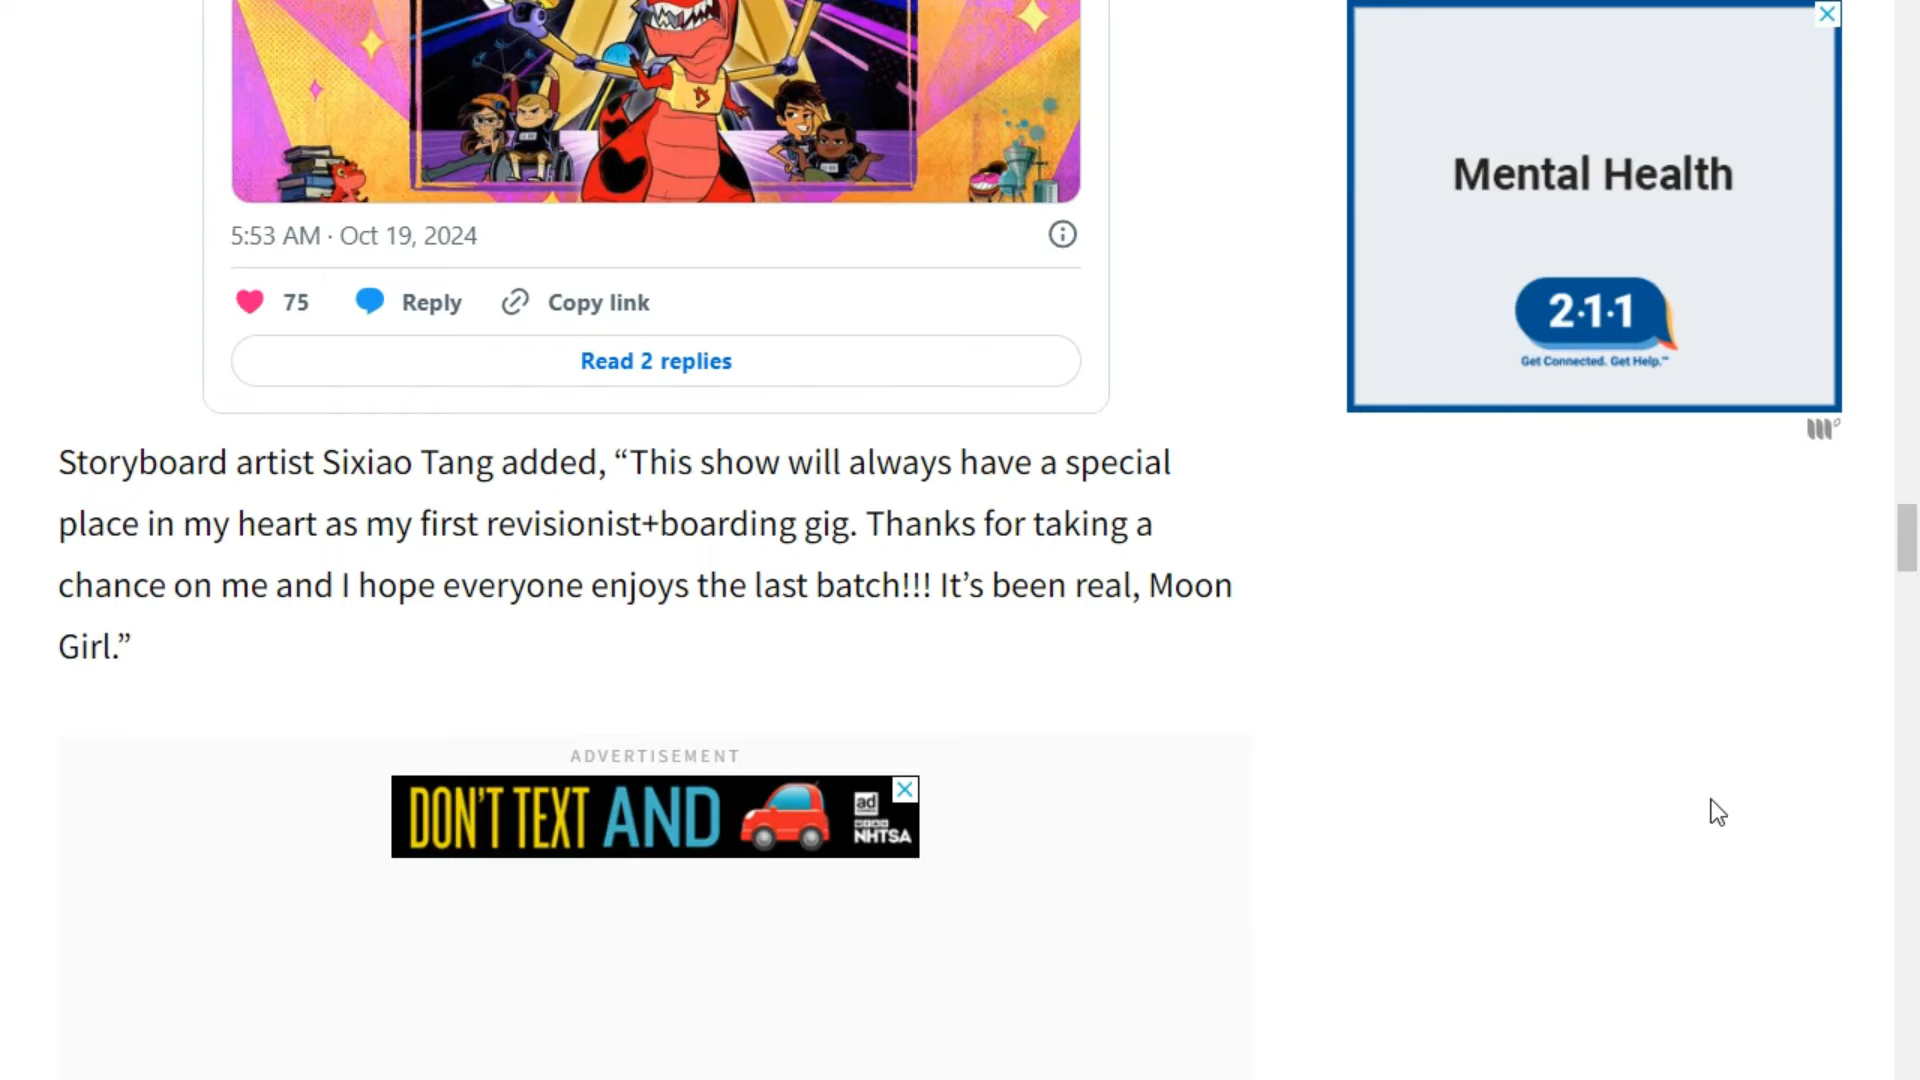 5:53 AM · Oct 19, 2024
75 Reply Copy link
Read 2 replies
Storyboard artist Sixiao Tang added, “This show will always have a special
place in my heart as my first revisionist+boarding gig. Thanks for taking a
chance on me and I hope everyone enjoys the last batch!!! It’s been real, Moon
Girl.”
Mental Health
2·1·1
Get Connected. Get Help.™
ADVERTISEMENT
DON'T TEXT AND
ad
NHTSA